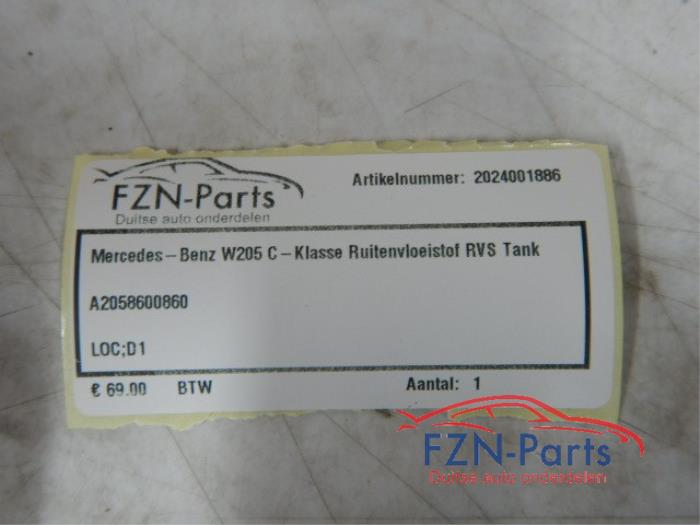 FZN-Parts
Duitse auto onderdelen
Artikelnummer: 2024001886
Mercedes-Benz W205 C-Klasse Ruitenvloeistof RVS Tank
A2058600860
LOC;D1
€ 69.00 BTW Aantal: 1
FZN-Parts
Duitse auto onderdelen